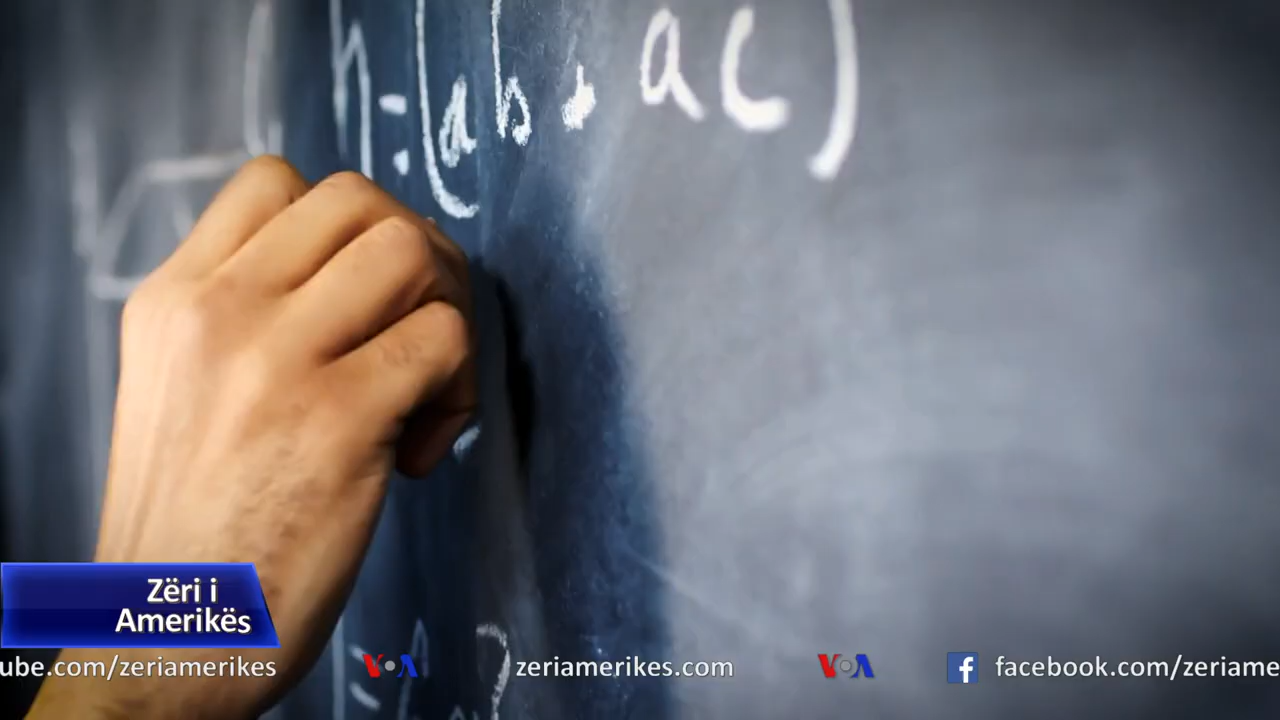 h = (ab . ac)
Zëri i
Amerikës
ube.com/zeriamerikes
VOA
zeriamerikes.com
VOA
facebook.com/zeriame